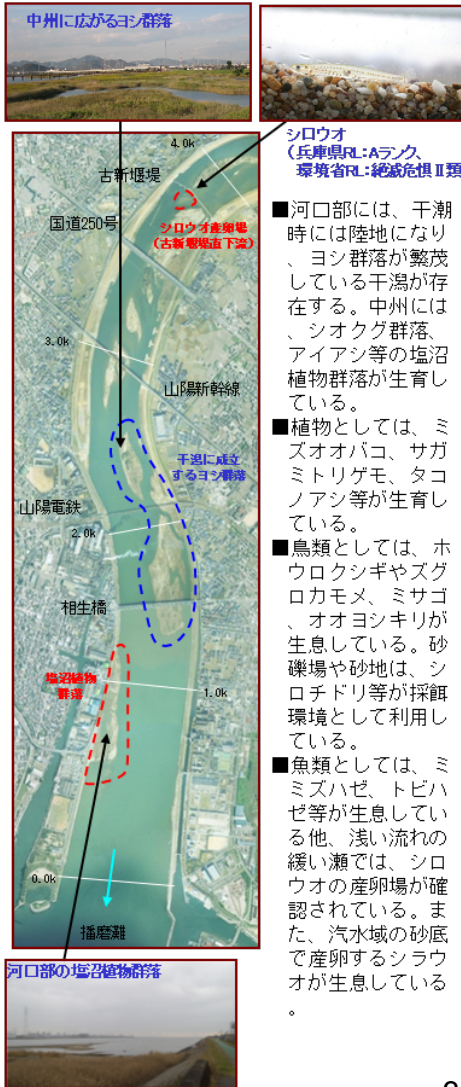 中州に広がるヨシ群落
シロウオ
(兵庫県RL:Aランク、
環境省RL:絶滅危惧Ⅱ類
4.0k
古新堰堤
国道250号
シロウオ産卵場
(古新堰堤直下流)
3.0k
山陽新幹線
干潟に成立
するヨシ群落
山陽電鉄
2.0k
相生橋
塩沼植物
群落
1.0k
0.0k
播磨灘
河口部の塩沼植物群落
■河口部には、干潮
時には陸地になり
、ヨシ群落が繁茂
している干潟が存
在する。中州には
、シオクグ群落、
アイアシ等の塩沼
植物群落が生育し
ている。
■植物としては、ミ
ズオオバコ、サガ
ミトリゲモ、タコ
ノアシ等が生育し
ている。
■鳥類としては、ホ
ウロクシギやズグ
ロカモメ、ミサゴ
、オオヨシキリが
生息している。砂
礫場や砂地は、シ
ロチドリ等が採餌
環境として利用し
ている。
■魚類としては、ミ
ミズハゼ、トビハ
ゼ等が生息してい
る他、浅い流れの
緩い瀬では、シロ
ウオの産卵場が確
認されている。ま
た、汽水域の砂底
で産卵するシラウ
オが生息している
。